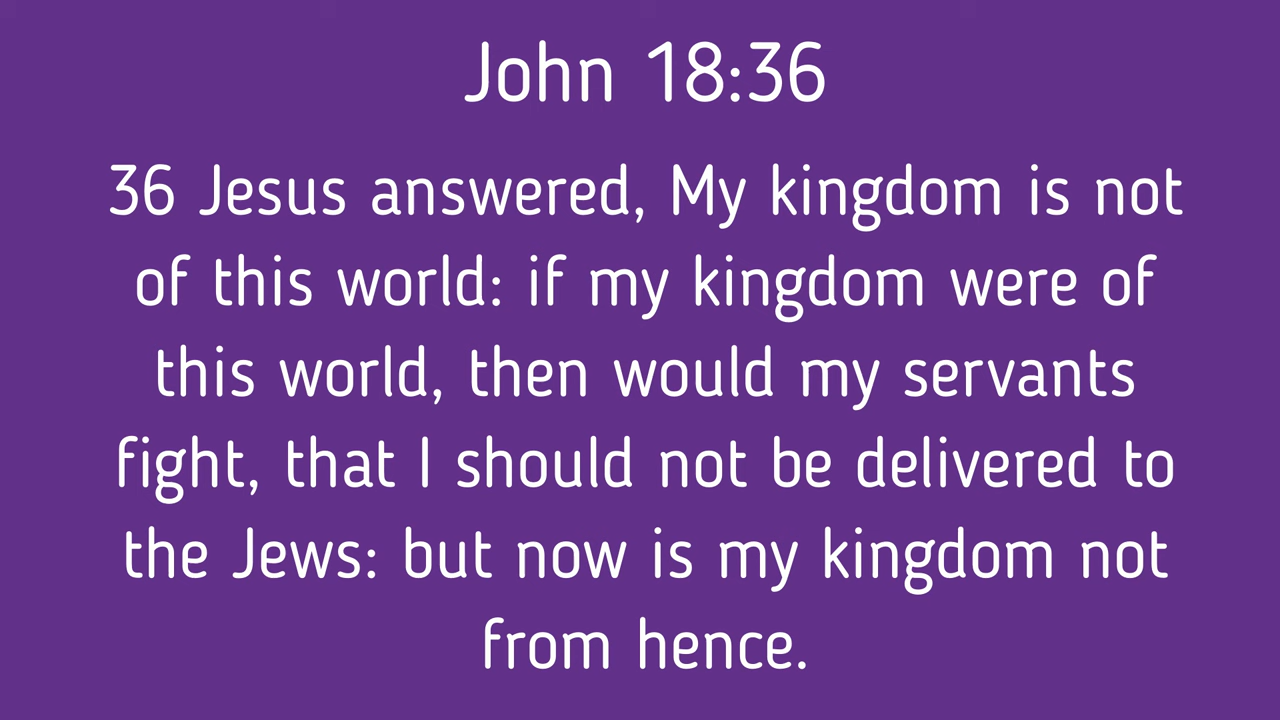 John 18:36
36 Jesus answered, My kingdom is not
of this world: if my kingdom were of
this world, then would my servants
fight, that I should not be delivered to
the Jews: but now is my kingdom not
from hence.